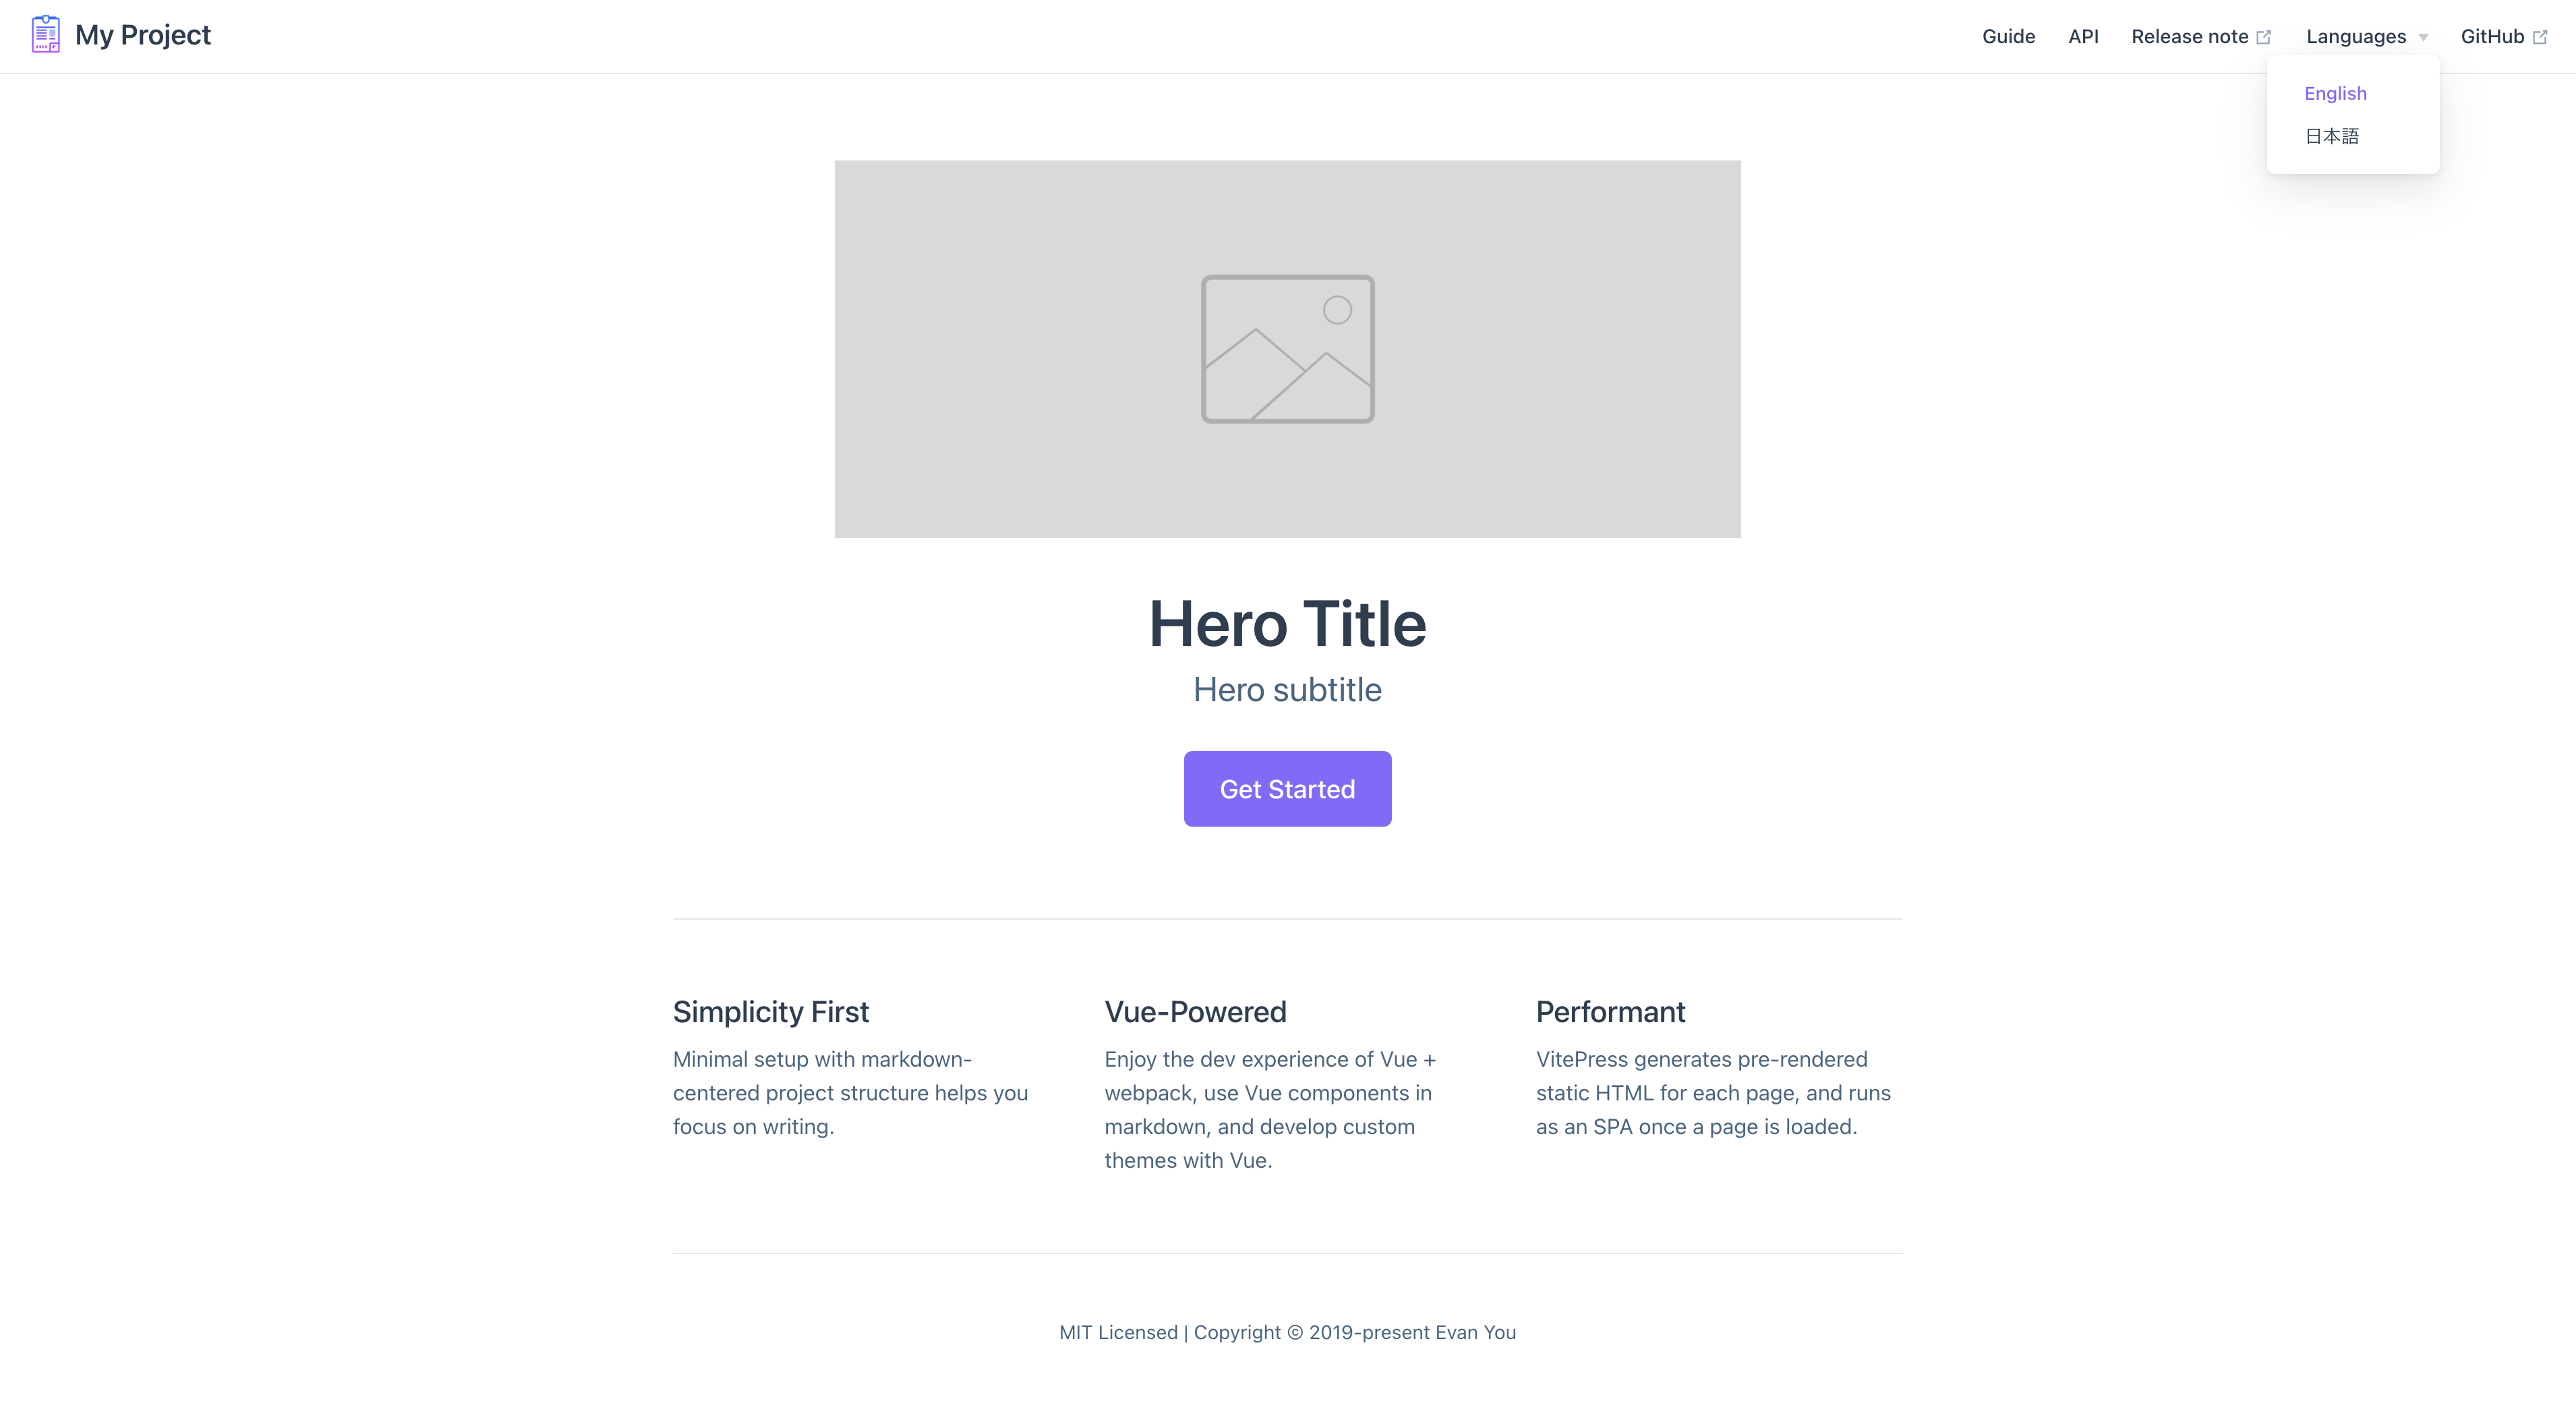 My Project
Guide API Release note Languages GitHub
English
日本語
Hero Title
Hero subtitle
Get Started
Simplicity First
Minimal setup with markdown-
centered project structure helps you
focus on writing.
Vue-Powered
Enjoy the dev experience of Vue +
webpack, use Vue components in
markdown, and develop custom
themes with Vue.
Performant
VitePress generates pre-rendered
static HTML for each page, and runs
as an SPA once a page is loaded.
MIT Licensed | Copyright © 2019-present Evan You